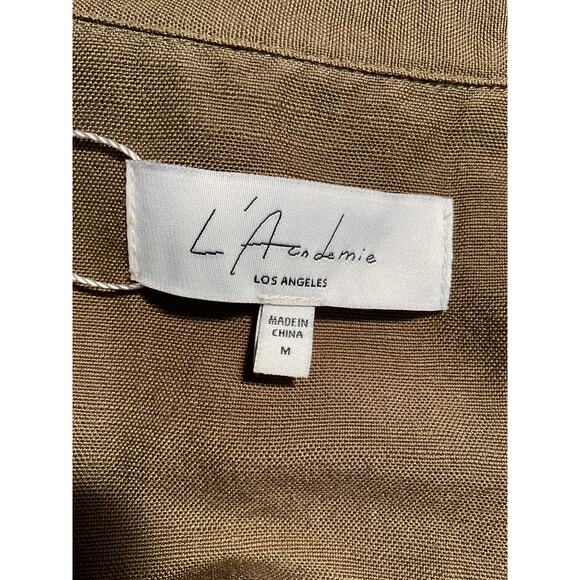 L'Academie
LOS ANGELES
MADE IN
CHINA
M